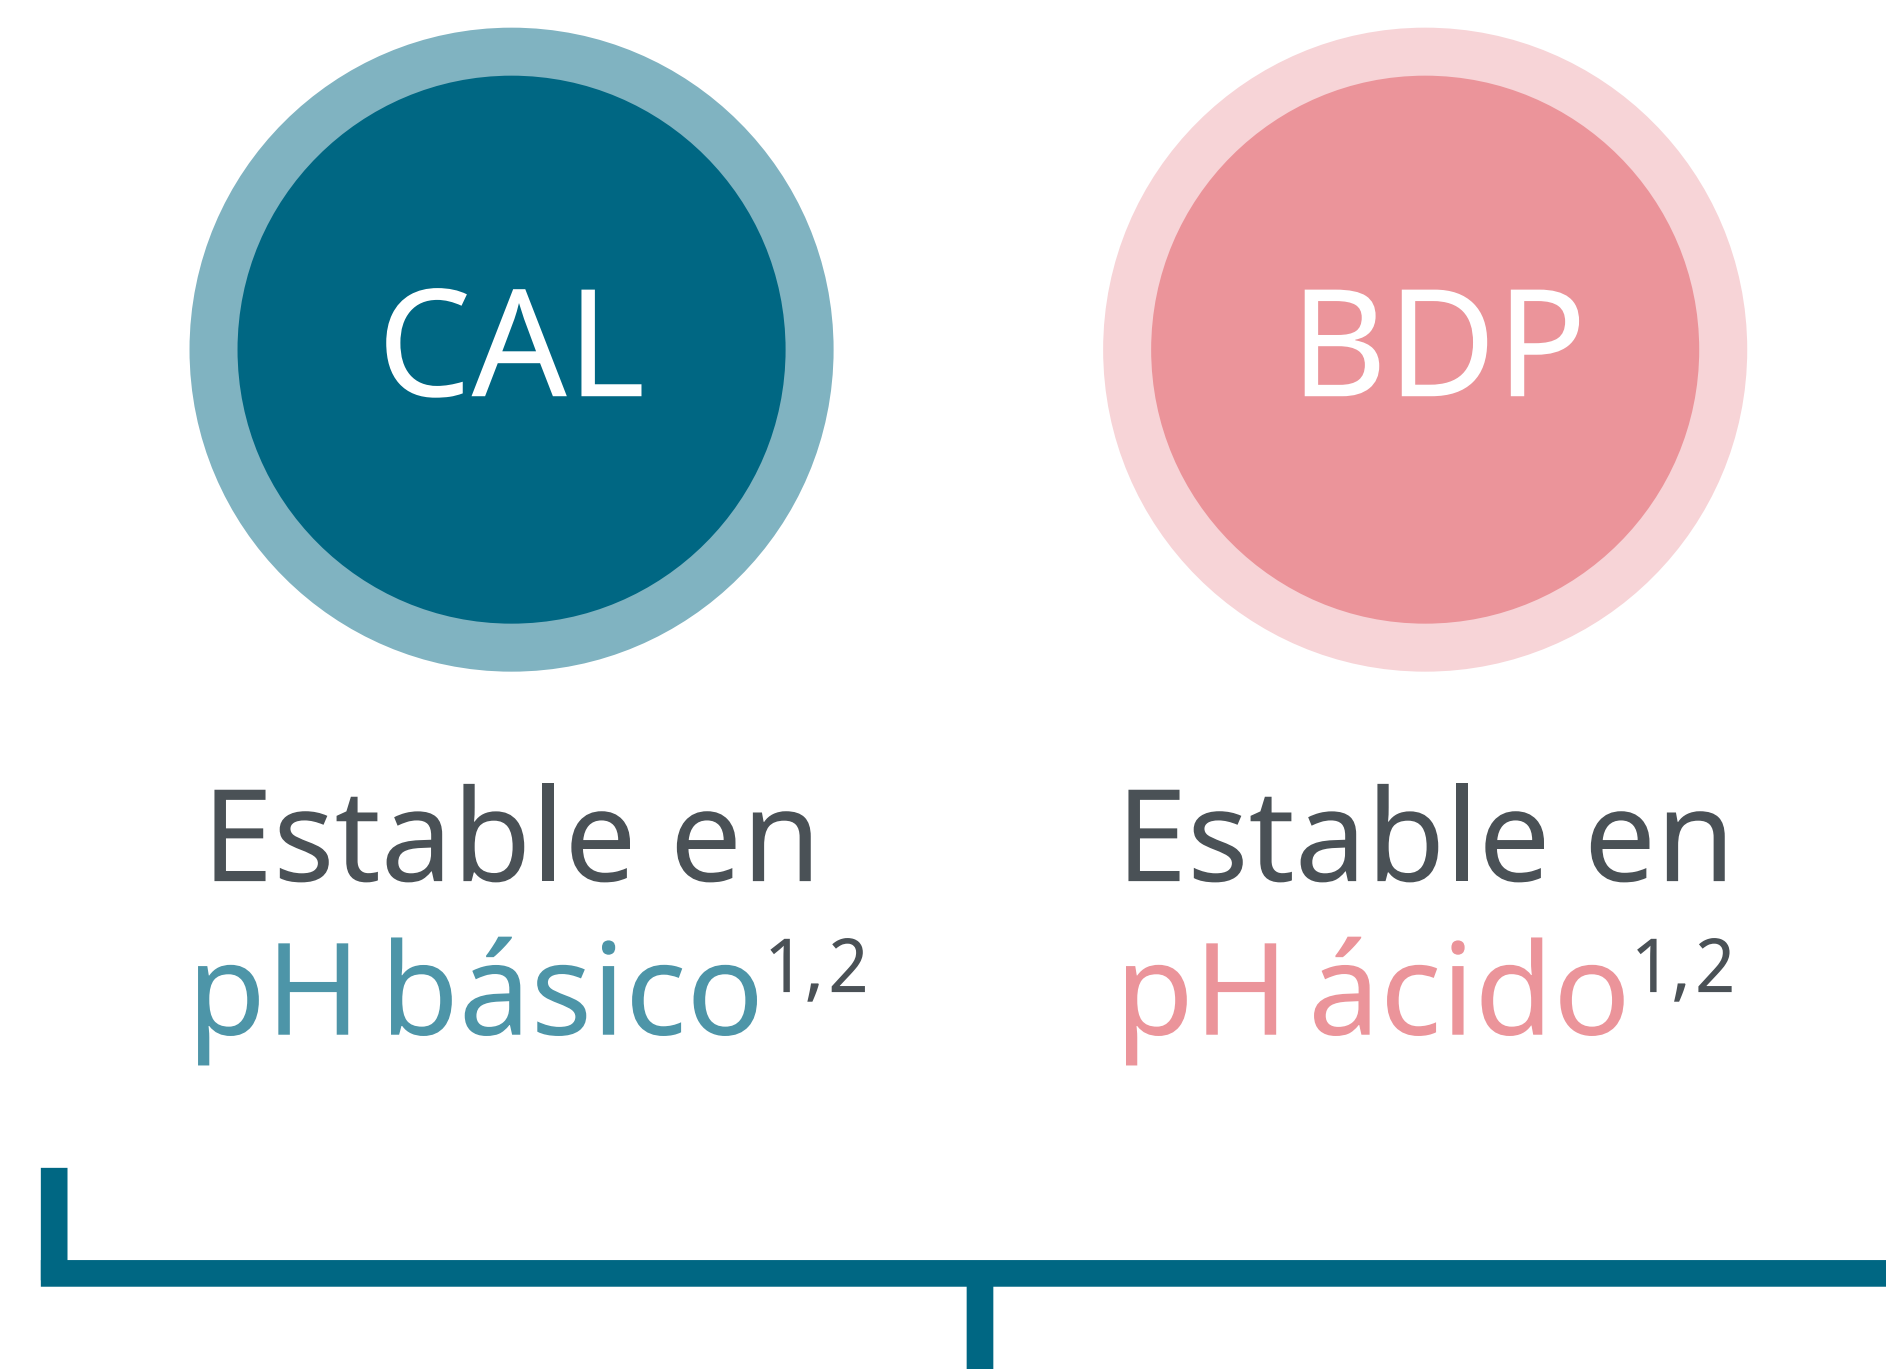 CAL
BDP
Estable en
pH básico1,2
Estable en
pH ácido1,2